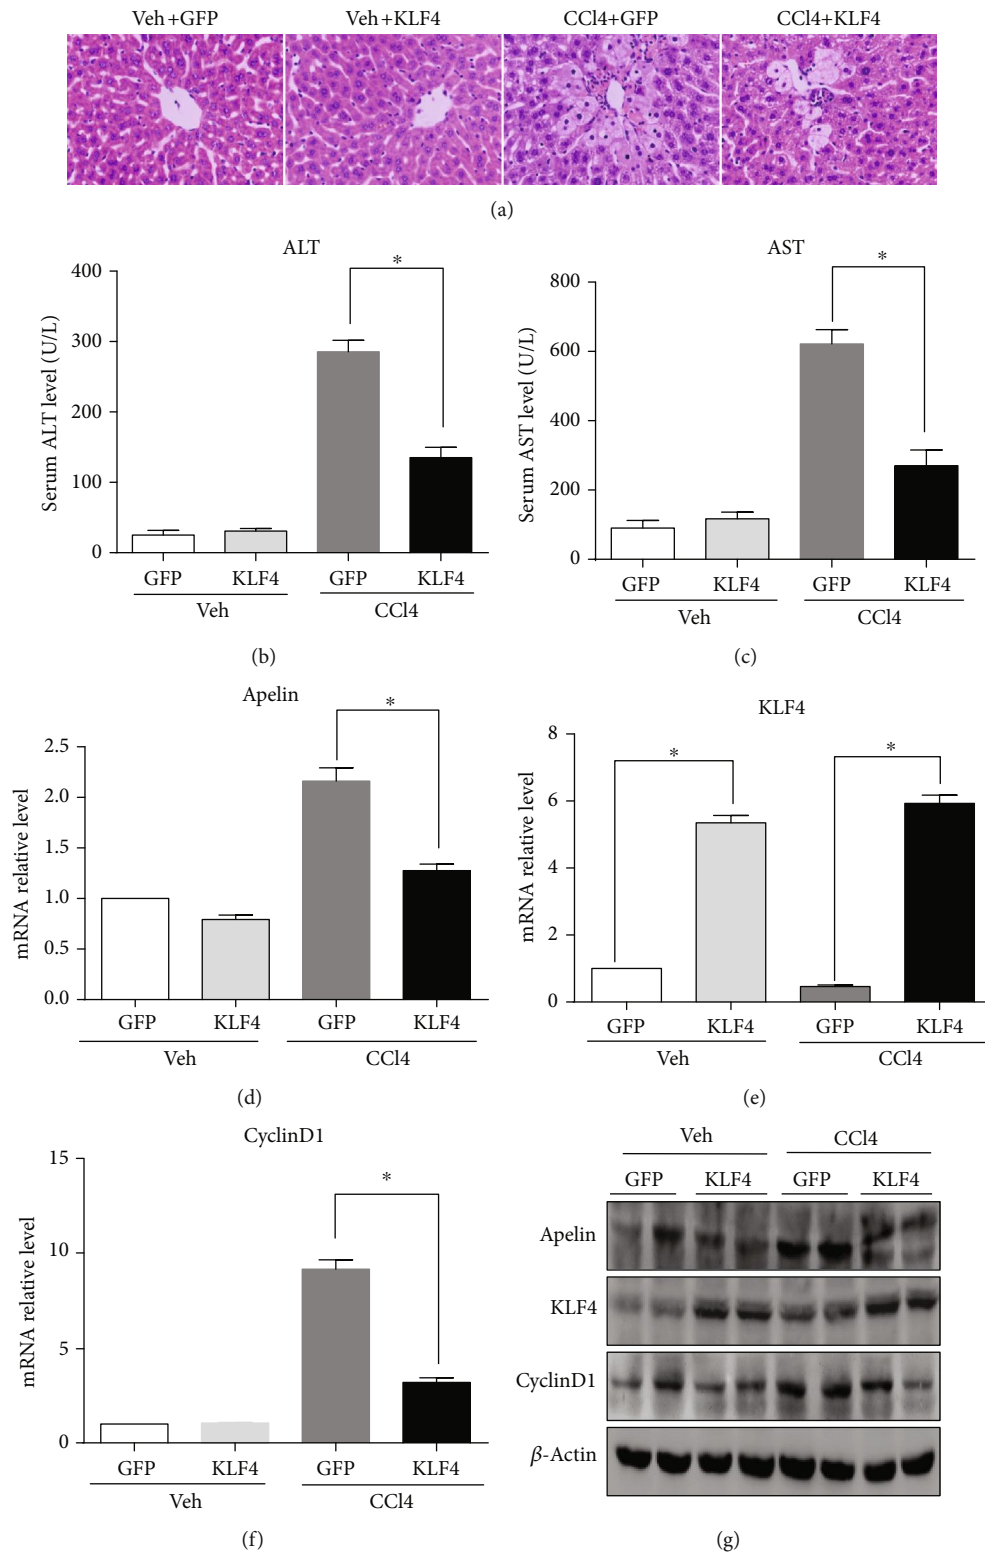 Veh+GFP Veh+KLF4 CCl4+GFP CCl4+KLF4
(a)
ALT
*
Serum ALT level (U/L)
400
300
200
100
0
GFP KLF4 GFP KLF4
Veh CCl4
(b)
AST
*
Serum AST level (U/L)
800
600
400
200
0
GFP KLF4 GFP KLF4
Veh CCl4
(c)
Apelin
*
mRNA relative level
2.5
2.0
1.5
1.0
0.5
0.0
GFP KLF4 GFP KLF4
Veh CCl4
(d)
KLF4
* *
mRNA relative level
8
6
4
2
0
GFP KLF4 GFP KLF4
Veh CCl4
(e)
CyclinD1
*
mRNA relative level
15
10
5
0
GFP KLF4 GFP KLF4
Veh CCl4
(f)
Veh CCl4
GFP KLF4 GFP KLF4
Apelin
KLF4
CyclinD1
β-Actin
(g)